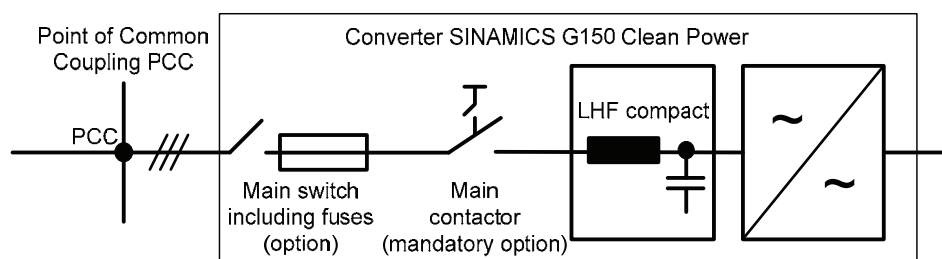 Point of Common
Coupling PCC
Converter SINAMICS G150 Clean Power
PCC
LHF compact
~
~
Main switch
including fuses
(option)
Main
contactor
(mandatory option)